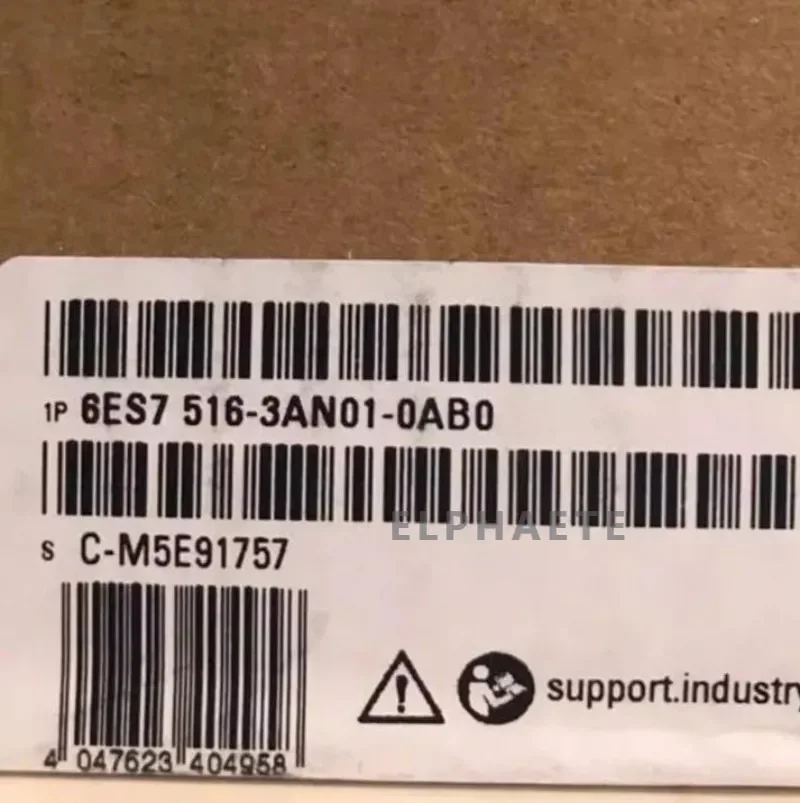 1P 6ES7 516-3AN01-0AB0
ELPHAETE
S C-M5E91757
support.industry
4 047623 404958